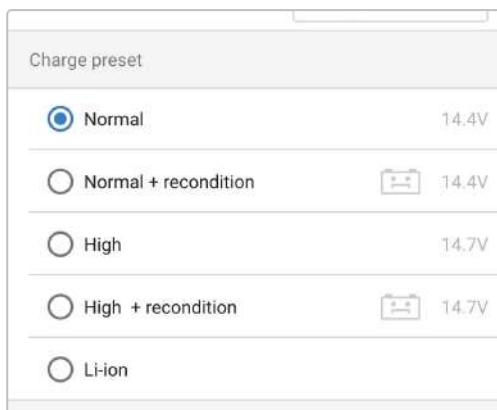 Charge preset
Normal 14.4V
Normal + recondition 14.4V
High 14.7V
High + recondition 14.7V
Li-ion